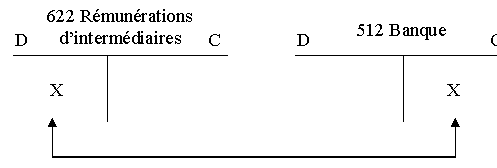 622 Rémunérations
d'intermédiaires
D C
512 Banque
D C
X X